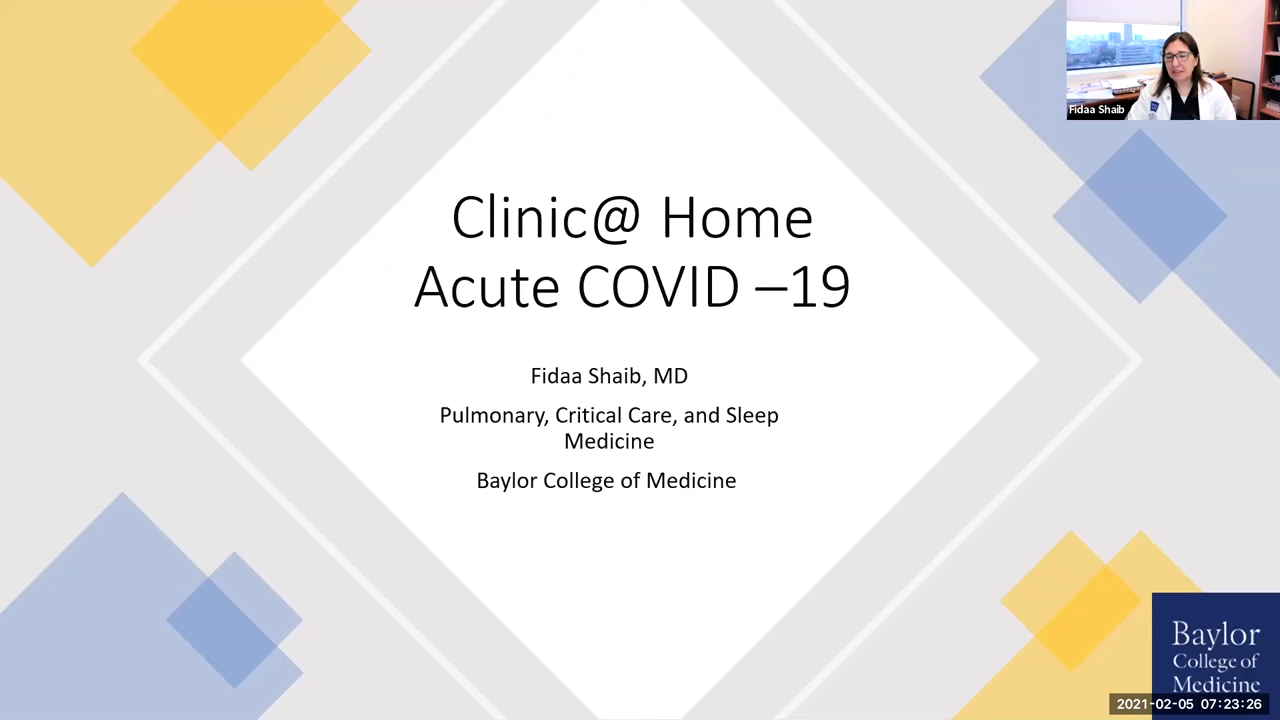 Fidaa Shaib
Clinic@ Home
Acute COVID –19
Fidaa Shaib, MD
Pulmonary, Critical Care, and Sleep
Medicine
Baylor College of Medicine
Baylor
College of
Medicine
2021-02-05 07:23:26